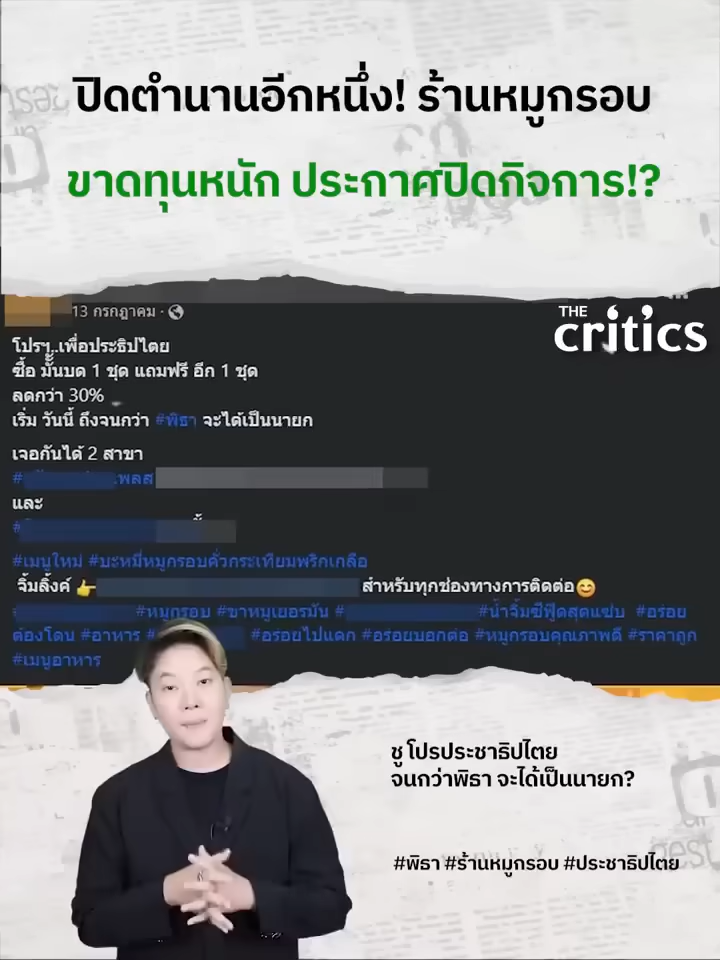 ปิดตำนานอีกหนึ่ง! ร้านหมูกรอบ
ขาดทุนหนัก ประกาศปิดกิจการ!?
13 กรกฎาคม ·
THE
critics
โปรฯ..เพื่อประธิปไตย
ซื้อ มั้นบด 1 ชุด แถมฟรี อีก 1 ชุด
ลดกว่า 30%
เริ่ม วันนี้ ถึงจนกว่า #พิธา จะได้เป็นนายก
เจอกันได้ 2 สาขา
# เพลส
และ
#
#เมนูใหม่ #บะหมี่หมูกรอบคั่วกระเทียมพริกเกลือ
จิ้มลิ้งค์ 👉 สำหรับทุกช่องทางการติดต่อ😊
# #หมูกรอบ #ขาหมูเยอรมัน # #น้ำจิ้มซีฟู๊ดสุดแซ่บ #อร่อย
ต้องโดน #อาหาร # #อร่อยไปแดก #อร่อยบอกต่อ #หมูกรอบคุณภาพดี #ราคาถูก
#เมนูอาหาร
ชู โปรประชาธิปไตย
จนกว่าพิธา จะได้เป็นนายก?
#พิธา #ร้านหมูกรอบ #ประชาธิปไตย